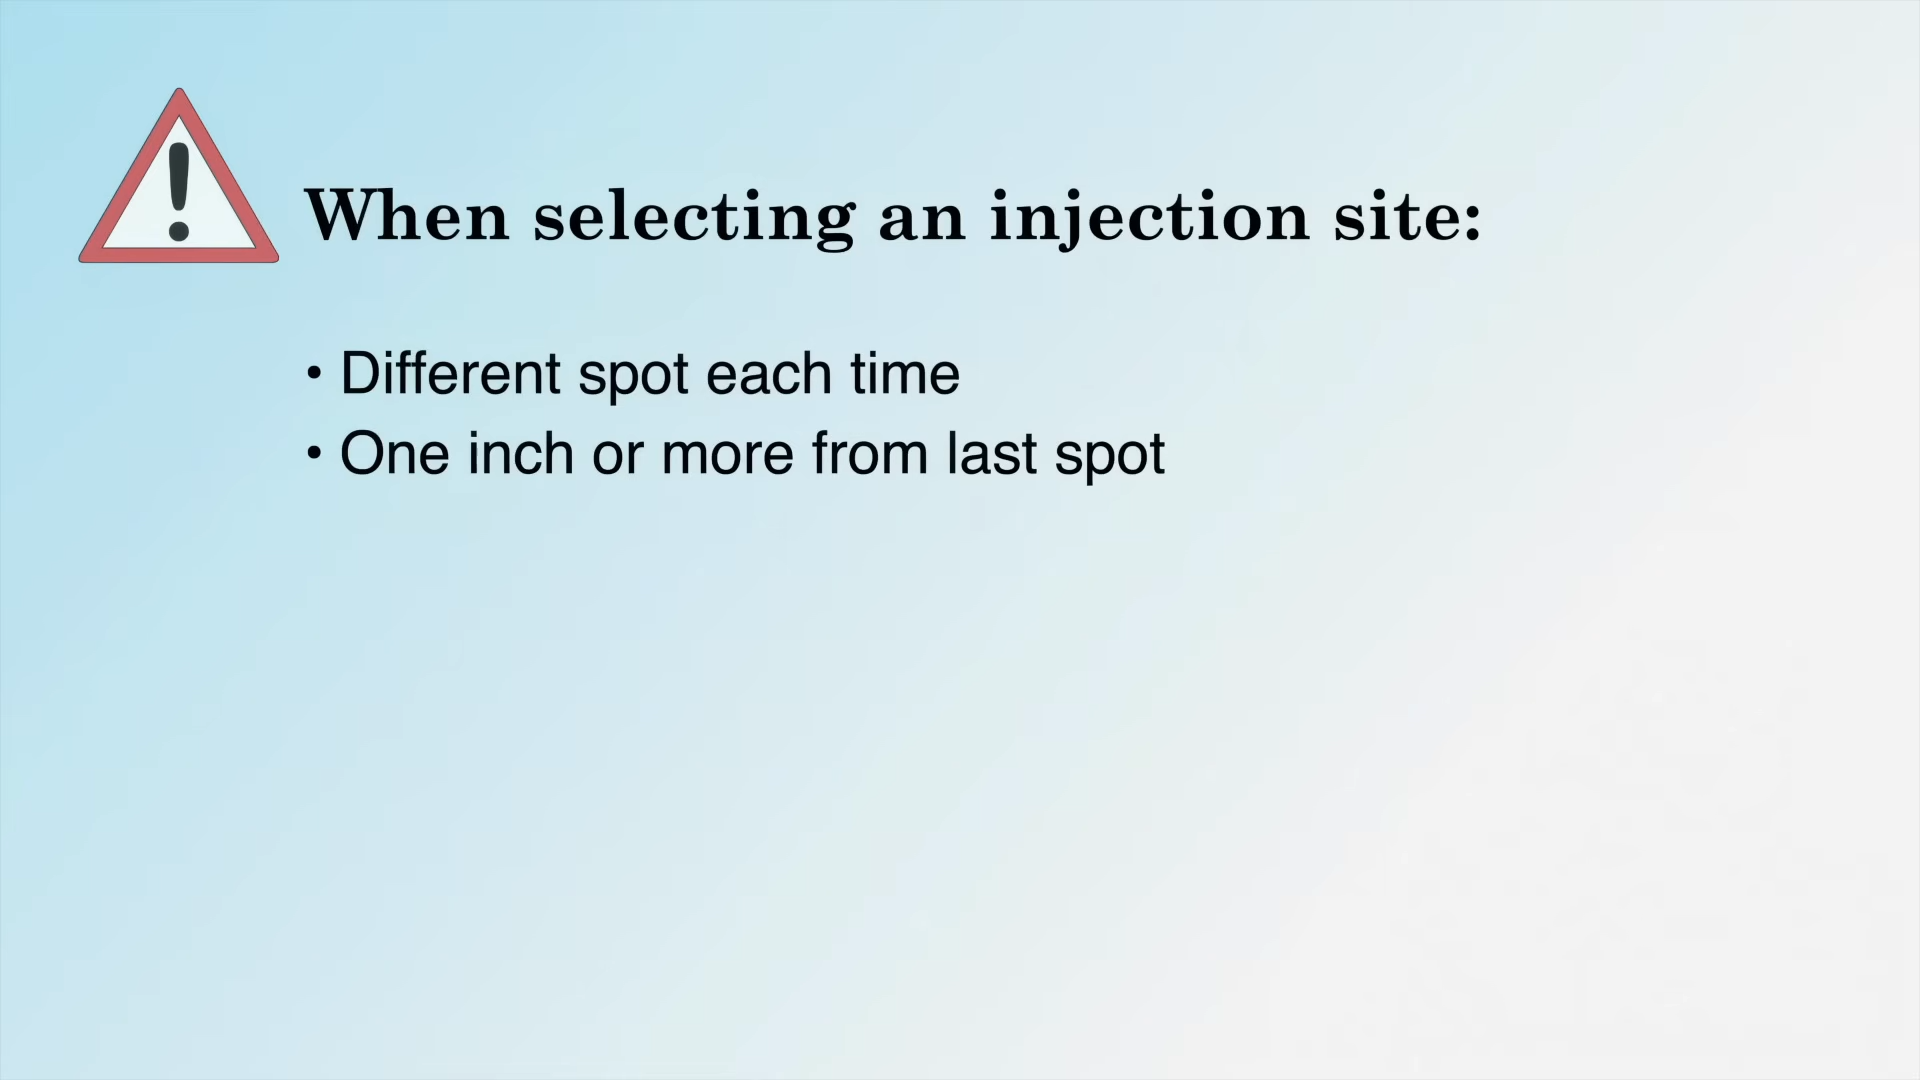 When selecting an injection site:
• Different spot each time
• One inch or more from last spot